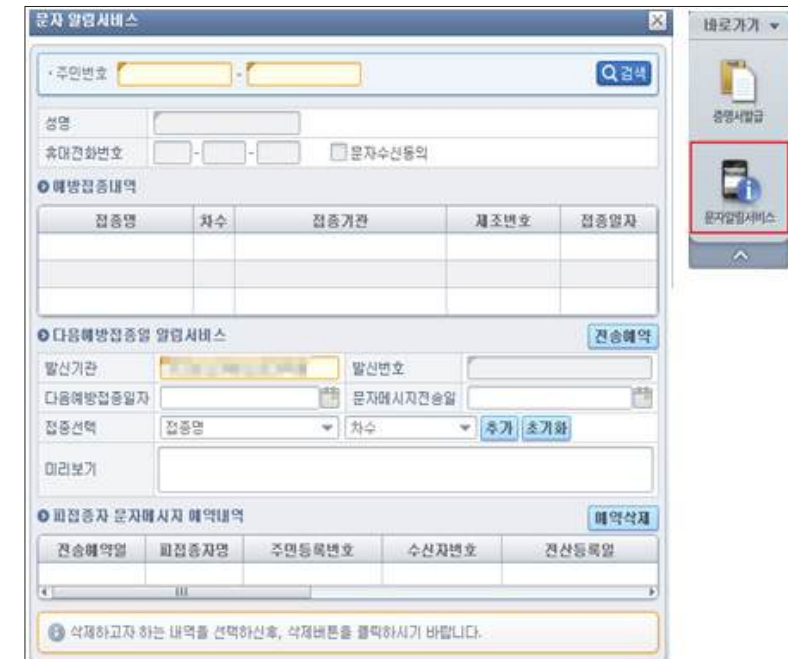 문자 알림서비스
바로가기
· 주민번호 -
검색
증명서발급
성명
휴대전화번호 - - 문자수신동의
문자알림서비스
예방접종내역
접종명 차수 접종기관 제조번호 접종일자
다음예방접종일 알림서비스 전송예약
발신기관 발신번호
다음예방접종일자 문자메시지전송일
접종선택 접종명 차수 추가 초기화
미리보기
피접종자 문자메시지 예약내역 예약삭제
전송예약일 피접종자명 주민등록번호 수신자번호 전산등록일
삭제하고자 하는 내역을 선택하신후, 삭제버튼을 클릭하시기 바랍니다.